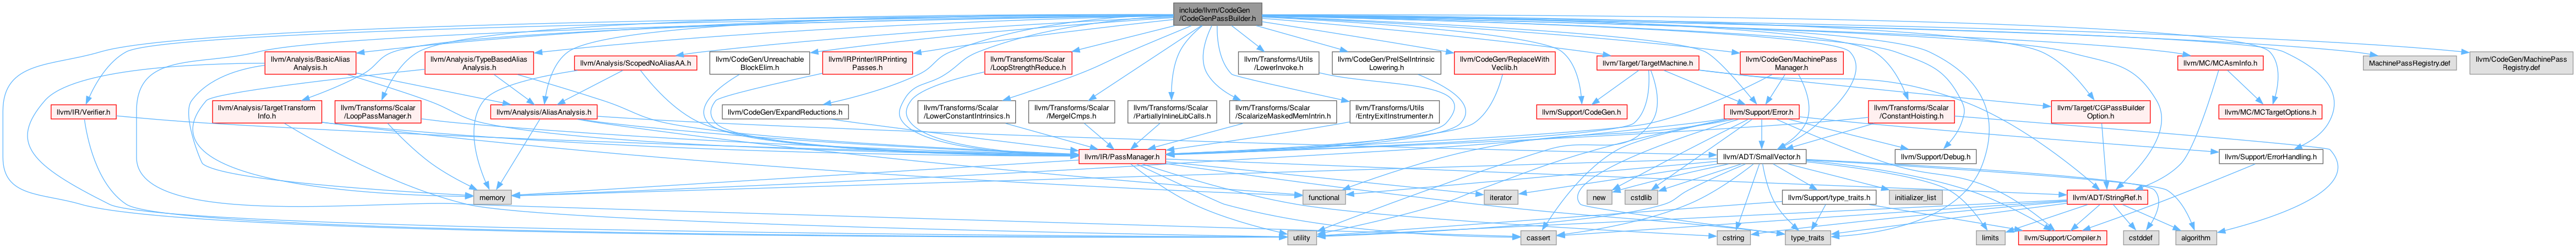 include/llvm/CodeGen
/CodeGenPassBuilder.h
llvm/Analysis/BasicAlias
Analysis.h
llvm/Analysis/TypeBasedAlias
Analysis.h
llvm/Analysis/ScopedNoAliasAA.h
llvm/CodeGen/Unreachable
BlockElim.h
llvm/IRPrinter/IRPrinting
Passes.h
llvm/Transforms/Scalar
/LoopStrengthReduce.h
llvm/Transforms/Utils
/LowerInvoke.h
llvm/CodeGen/PreISelIntrinsic
Lowering.h
llvm/CodeGen/ReplaceWith
Veclib.h
llvm/Target/TargetMachine.h
llvm/CodeGen/MachinePass
Manager.h
llvm/MC/MCAsmInfo.h
MachinePassRegistry.def
llvm/CodeGen/MachinePass
Registry.def
llvm/IR/Verifier.h
llvm/Analysis/TargetTransform
Info.h
llvm/Transforms/Scalar
/LoopPassManager.h
llvm/Analysis/AliasAnalysis.h
llvm/CodeGen/ExpandReductions.h
llvm/Transforms/Scalar
/LowerConstantIntrinsics.h
llvm/Transforms/Scalar
/MergeICmps.h
llvm/Transforms/Scalar
/PartiallyInlineLibCalls.h
llvm/Transforms/Scalar
/ScalarizeMaskedMemIntrin.h
llvm/Transforms/Utils
/EntryExitInstrumenter.h
llvm/Support/CodeGen.h
llvm/Support/Error.h
llvm/Transforms/Scalar
/ConstantHoisting.h
llvm/Target/CGPassBuilder
Option.h
llvm/MC/MCTargetOptions.h
llvm/IR/PassManager.h
llvm/ADT/SmallVector.h
llvm/Support/Debug.h
llvm/Support/ErrorHandling.h
memory
functional
iterator
new
cstdlib
llvm/Support/type_traits.h
initializer_list
llvm/ADT/StringRef.h
utility
cassert
cstring
type_traits
limits
llvm/Support/Compiler.h
cstddef
algorithm